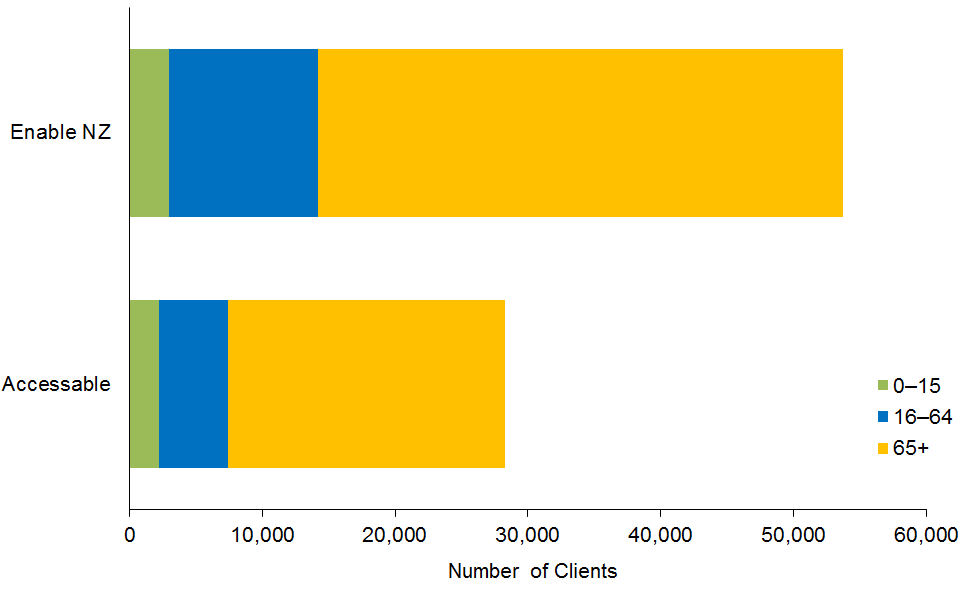 Enable NZ
Accessable
0–15
16–64
65+
0 10,000 20,000 30,000 40,000 50,000 60,000
Number of Clients